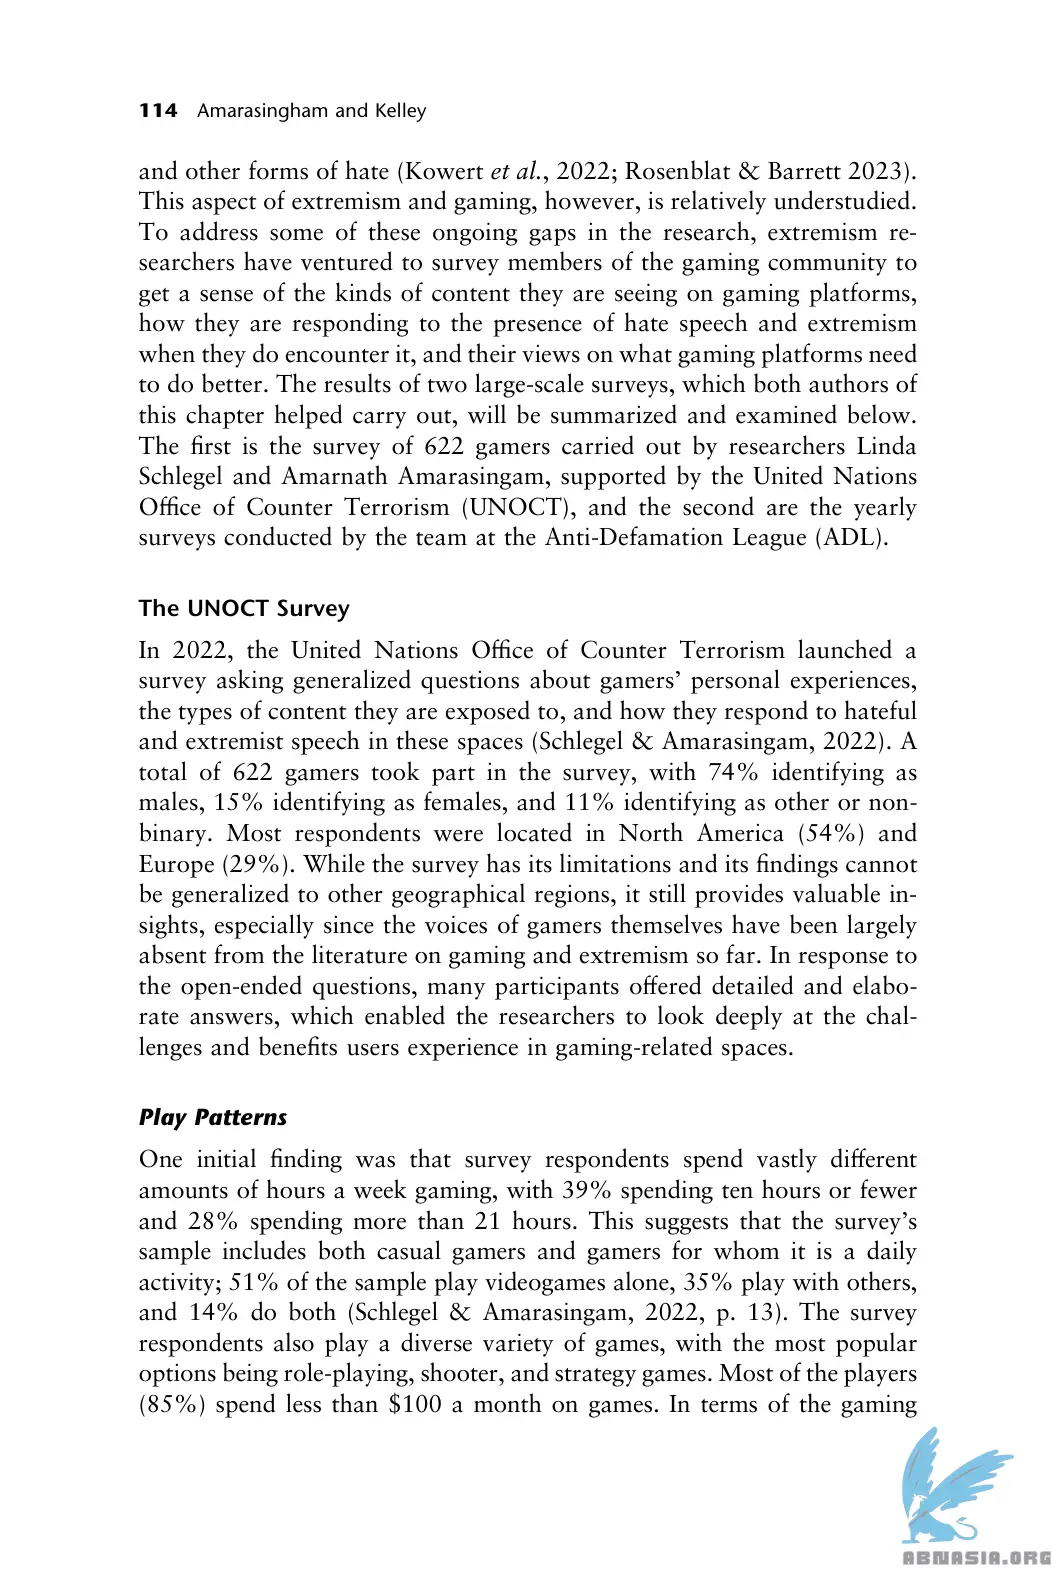 114 Amarasingham and Kelley
and other forms of hate (Kowert et al., 2022; Rosenblat & Barrett 2023).
This aspect of extremism and gaming, however, is relatively understudied.
To address some of these ongoing gaps in the research, extremism re-
searchers have ventured to survey members of the gaming community to
get a sense of the kinds of content they are seeing on gaming platforms,
how they are responding to the presence of hate speech and extremism
when they do encounter it, and their views on what gaming platforms need
to do better. The results of two large-scale surveys, which both authors of
this chapter helped carry out, will be summarized and examined below.
The first is the survey of 622 gamers carried out by researchers Linda
Schlegel and Amarnath Amarasingam, supported by the United Nations
Office of Counter Terrorism (UNOCT), and the second are the yearly
surveys conducted by the team at the Anti-Defamation League (ADL).
The UNOCT Survey
In 2022, the United Nations Office of Counter Terrorism launched a
survey asking generalized questions about gamers’ personal experiences,
the types of content they are exposed to, and how they respond to hateful
and extremist speech in these spaces (Schlegel & Amarasingam, 2022). A
total of 622 gamers took part in the survey, with 74% identifying as
males, 15% identifying as females, and 11% identifying as other or non-
binary. Most respondents were located in North America (54%) and
Europe (29%). While the survey has its limitations and its findings cannot
be generalized to other geographical regions, it still provides valuable in-
sights, especially since the voices of gamers themselves have been largely
absent from the literature on gaming and extremism so far. In response to
the open-ended questions, many participants offered detailed and elabo-
rate answers, which enabled the researchers to look deeply at the chal-
lenges and benefits users experience in gaming-related spaces.
Play Patterns
One initial finding was that survey respondents spend vastly different
amounts of hours a week gaming, with 39% spending ten hours or fewer
and 28% spending more than 21 hours. This suggests that the survey’s
sample includes both casual gamers and gamers for whom it is a daily
activity; 51% of the sample play videogames alone, 35% play with others,
and 14% do both (Schlegel & Amarasingam, 2022, p. 13). The survey
respondents also play a diverse variety of games, with the most popular
options being role-playing, shooter, and strategy games. Most of the players
(85%) spend less than $100 a month on games. In terms of the gaming
ABNASIA.ORG